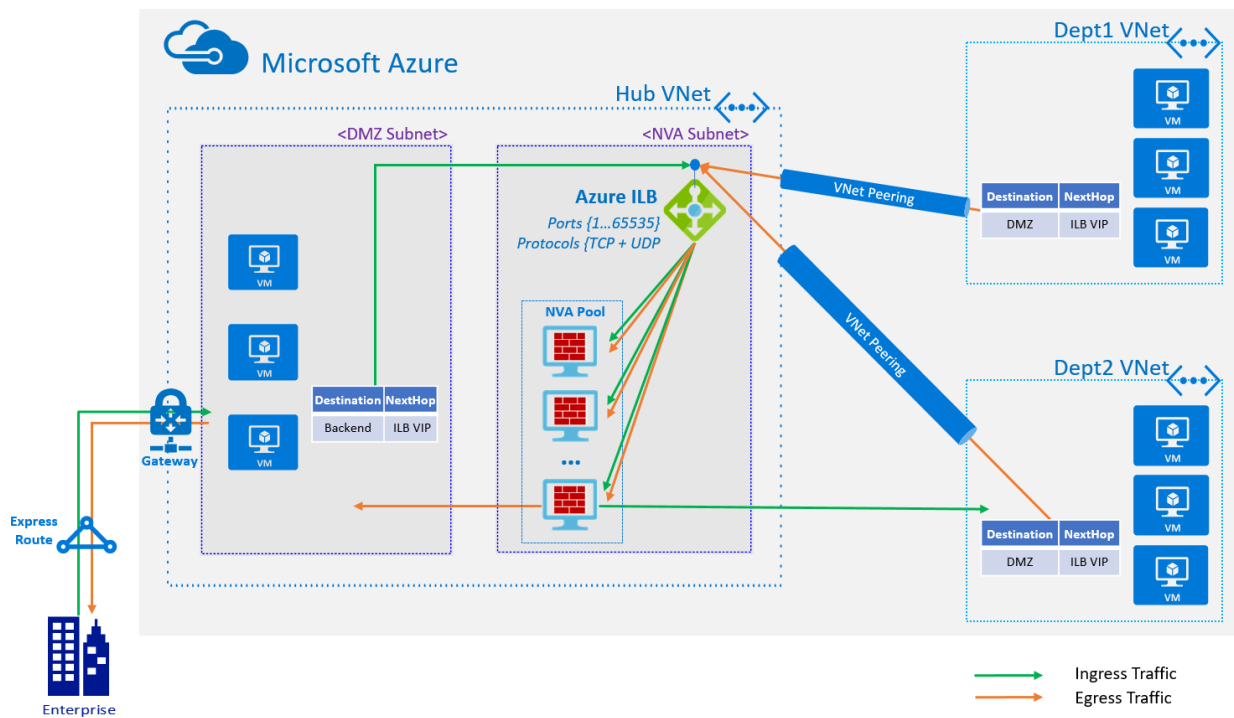 Microsoft Azure
Hub VNet
<DMZ Subnet>
<NVA Subnet>
Azure ILB
Ports {1...65535}
Protocols {TCP + UDP
NVA Pool
...
VM
VM
VM
Destination NextHop
Backend ILB VIP
Gateway
Express
Route
Enterprise
VNet Peering
VNet Peering
Dept1 VNet
Destination NextHop
DMZ ILB VIP
VM
VM
VM
Dept2 VNet
Destination NextHop
DMZ ILB VIP
VM
VM
VM
Ingress Traffic
Egress Traffic